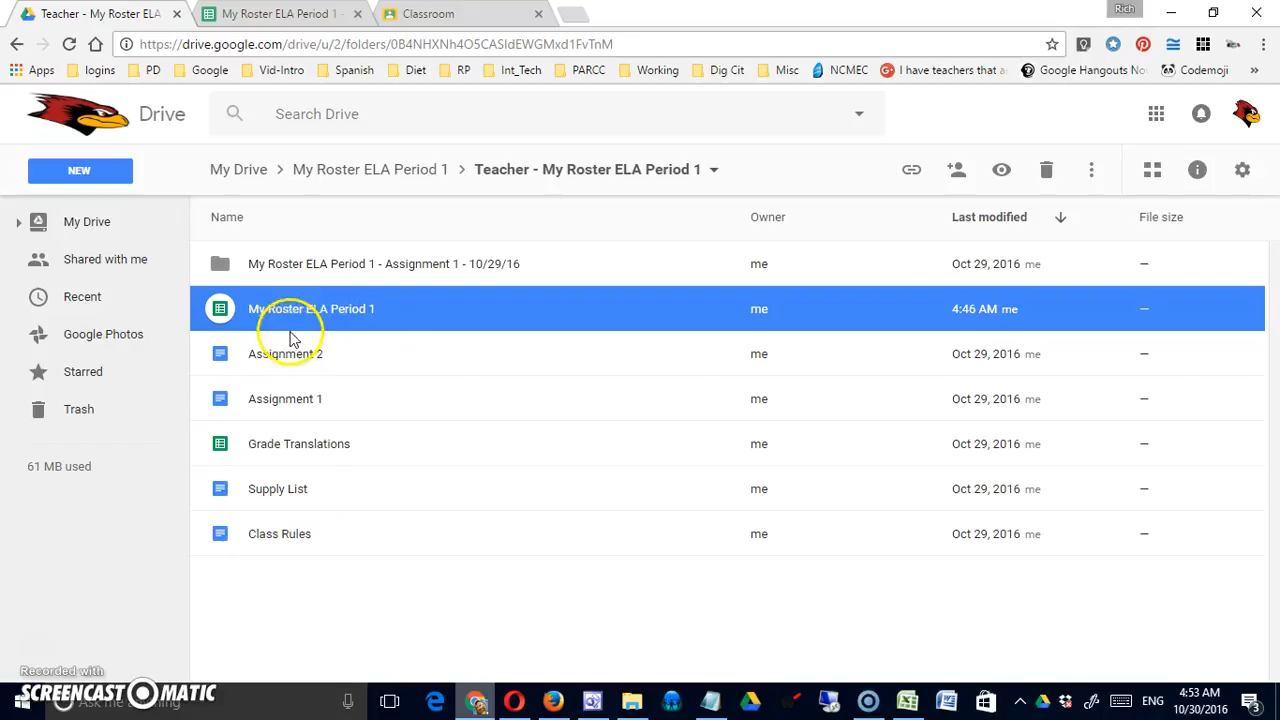 Teacher - My Roster ELA
My Roster ELA Period 1 -
Classroom
Rich
https://drive.google.com/drive/u/2/folders/0B4NHXNh4O5CASldEWGMxd1FvTnM
Apps
logins
PD
Google
Vid-Intro
Spanish
Diet
RP
Int_Tech
PARCC
Working
Dig Cit
Misc
NCMEC
I have teachers that a
Google Hangouts No
Codemoji
»
Drive
Search Drive
NEW
My Drive > My Roster ELA Period 1 > Teacher - My Roster ELA Period 1
My Drive
Shared with me
Recent
Google Photos
Starred
Trash
61 MB used
Name Owner Last modified File size
My Roster ELA Period 1 - Assignment 1 - 10/29/16 me Oct 29, 2016 me —
My Roster ELA Period 1 me 4:46 AM me —
Assignment 2 me Oct 29, 2016 me —
Assignment 1 me Oct 29, 2016 me —
Grade Translations me Oct 29, 2016 me —
Supply List me Oct 29, 2016 me —
Class Rules me Oct 29, 2016 me —
Recorded with
SCREENCAST-O-MATIC
Ask me anything
ENG
4:53 AM
10/30/2016
3